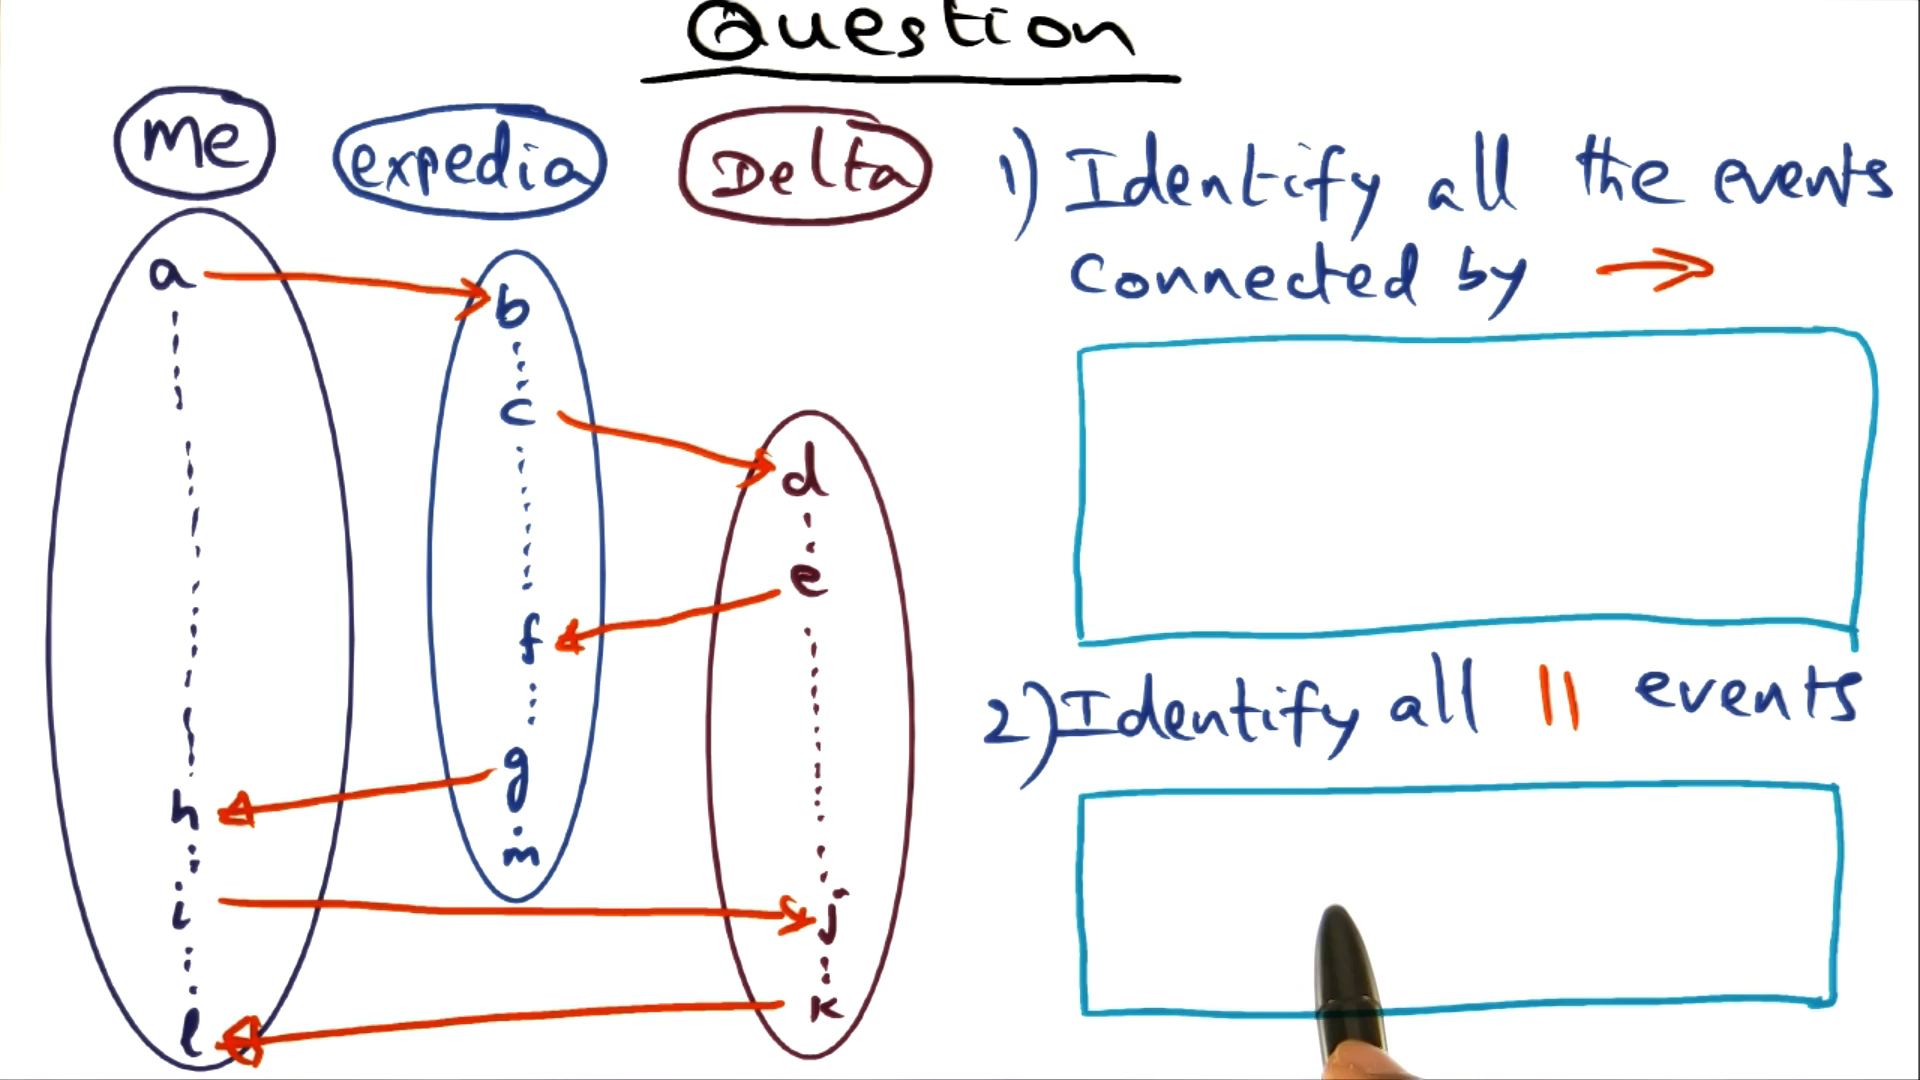 Question
me
expedia
Delta
a
b
c
d
e
f
g
h
m
i
j
k
l
1) Identify all the events
connected by →
2) Identify all || events